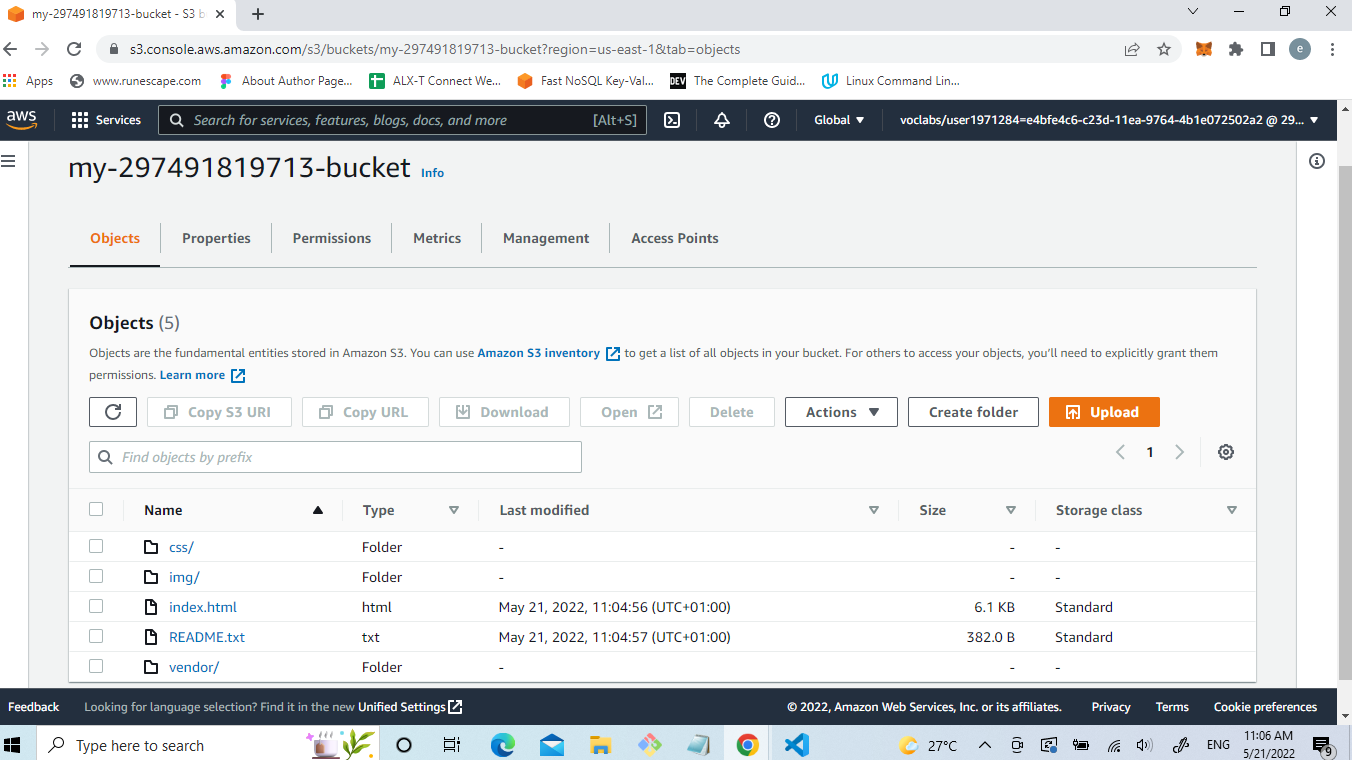 my-297491819713-bucket - S3 b
s3.console.aws.amazon.com/s3/buckets/my-297491819713-bucket?region=us-east-1&tab=objects
e
Apps www.runescape.com About Author Page... ALX-T Connect We... Fast NoSQL Key-Val... DEV The Complete Guid... Linux Command Lin...
aws Services Search for services, features, blogs, docs, and more [Alt+S] Global voclabs/user1971284=e4bfe4c6-c23d-11ea-9764-4b1e072502a2 @ 29...
my-297491819713-bucket Info
Objects Properties Permissions Metrics Management Access Points
Objects (5)
Objects are the fundamental entities stored in Amazon S3. You can use Amazon S3 inventory to get a list of all objects in your bucket. For others to access your objects, you'll need to explicitly grant them
permissions. Learn more
Copy S3 URI Copy URL Download Open Delete Actions Create folder Upload
Find objects by prefix 1
Name Type Last modified Size Storage class
css/ Folder - - -
img/ Folder - - -
index.html html May 21, 2022, 11:04:56 (UTC+01:00) 6.1 KB Standard
README.txt txt May 21, 2022, 11:04:57 (UTC+01:00) 382.0 B Standard
vendor/ Folder - - -
Feedback Looking for language selection? Find it in the new Unified Settings © 2022, Amazon Web Services, Inc. or its affiliates. Privacy Terms Cookie preferences
Type here to search 27°C ENG 11:06 AM
5/21/2022 9